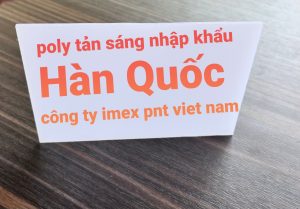 poly tản sáng nhập khẩu
Hàn Quốc
công ty imex pnt viet nam